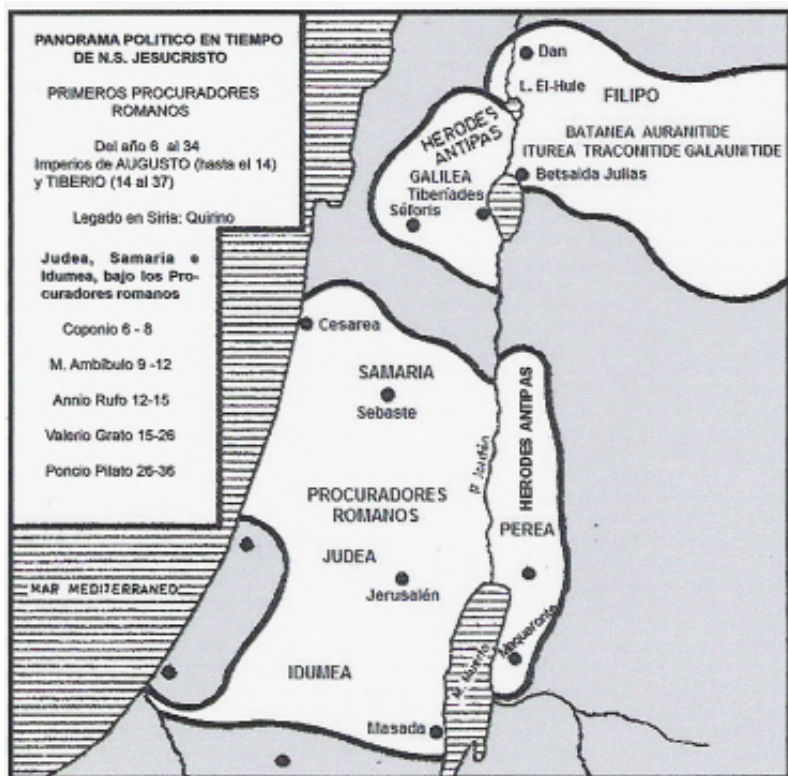 PANORAMA POLITICO EN TIEMPO
DE N.S. JESUCRISTO
PRIMEROS PROCURADORES
ROMANOS
Del año 6 al 34
Imperios de AUGUSTO (hasta el 14)
y TIBERIO (14 al 37)
Legado en Siria: Quirino
Judea, Samaria e
Idumea, bajo los Pro-
curadores romanos
Coponio 6 - 8
M. Ambíbulo 9 -12
Annio Rufo 12-15
Valerio Grato 15-26
Poncio Pilato 26-36
MAR MEDITERRANEO
Dan
L. El-Hule
FILIPO
BATANEA AURANITIDE
ITUREA TRACONITIDE GALAUNITIDE
Betsaida Julias
HERODES
ANTIPAS
GALILEA
Tiberíades
Séforis
Cesarea
SAMARIA
Sebaste
R. Jordán
HERODES ANTIPAS
PEREA
PROCURADORES
ROMANOS
JUDEA
Jerusalén
Maqueronte
M. Muerto
IDUMEA
Masada